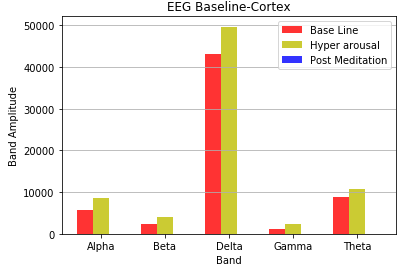 EEG Baseline-Cortex
Base Line
Hyper arousal
Post Meditation
Band Amplitude
50000
40000
30000
20000
10000
0
Alpha Beta Delta Gamma Theta
Band